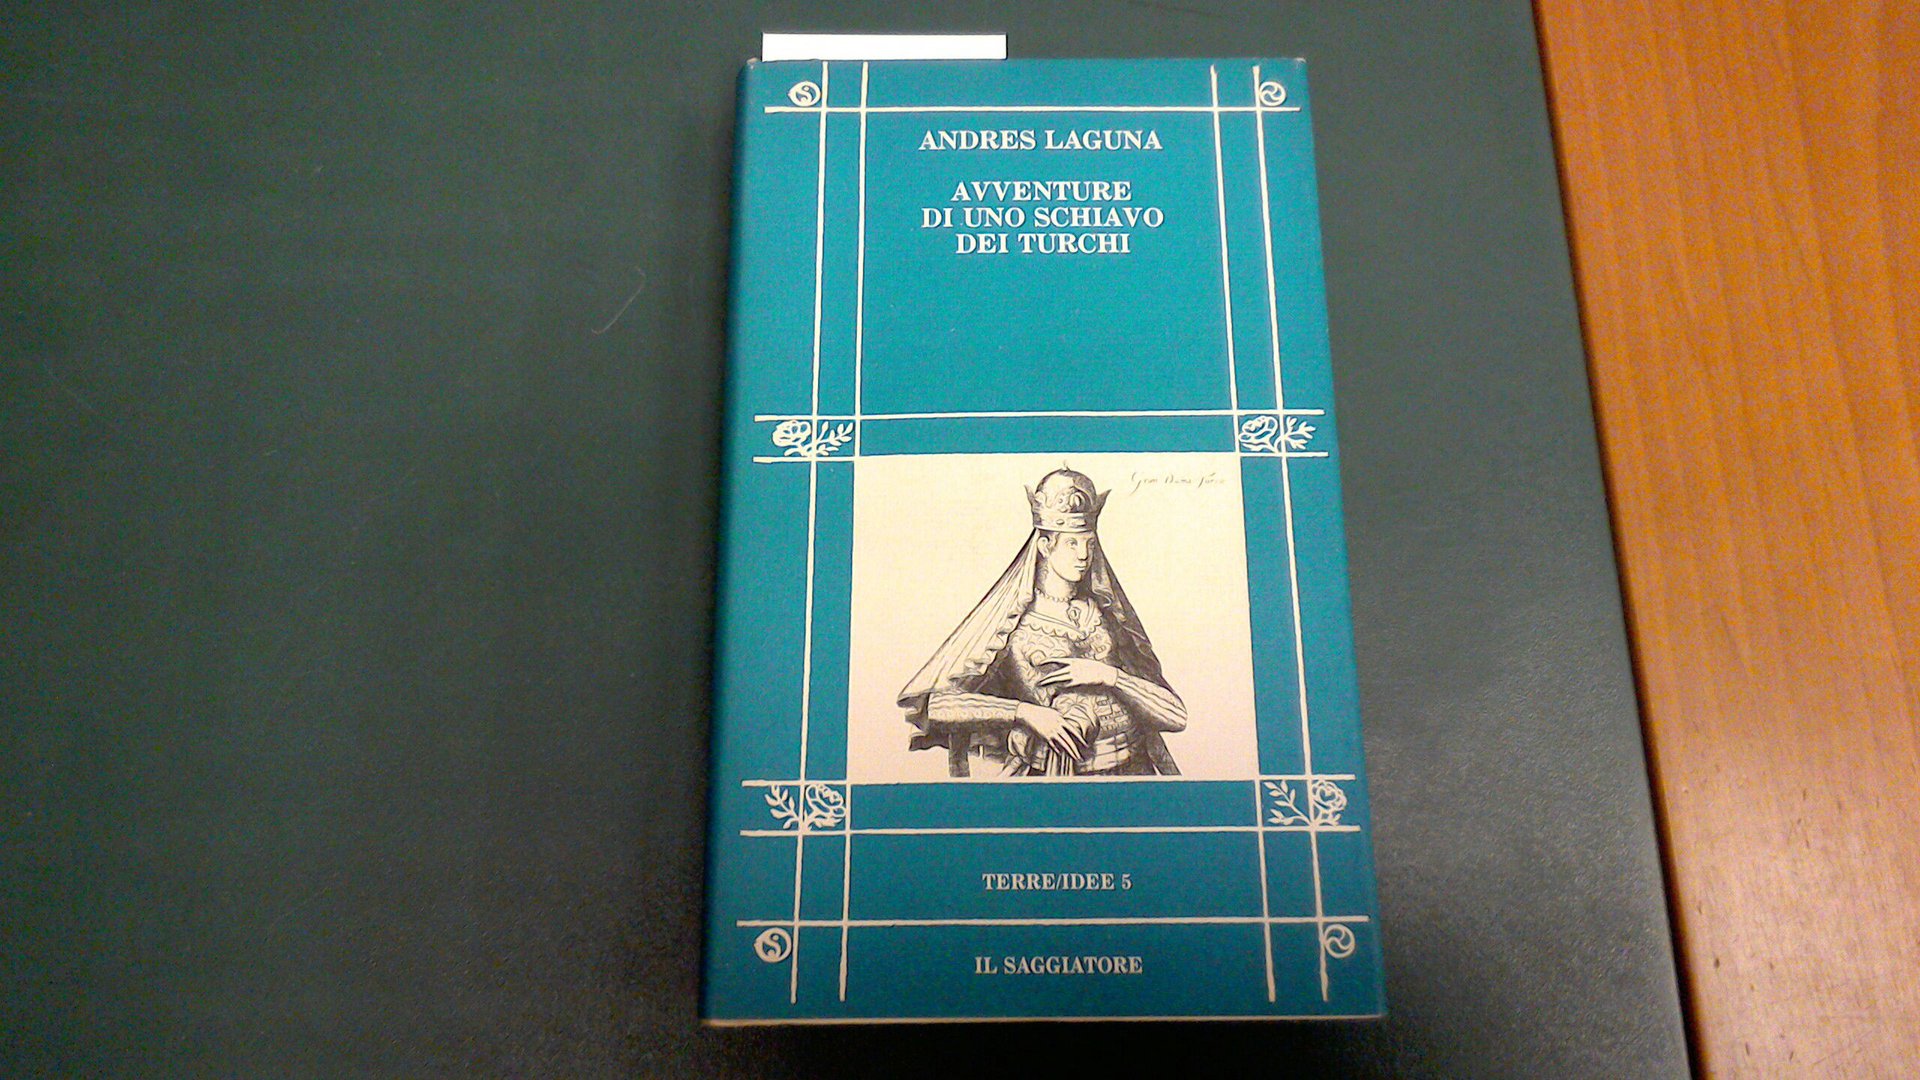 ANDRES LAGUNA
AVVENTURE
DI UNO SCHIAVO
DEI TURCHI
TERRE/IDEE 5
IL SAGGIATORE